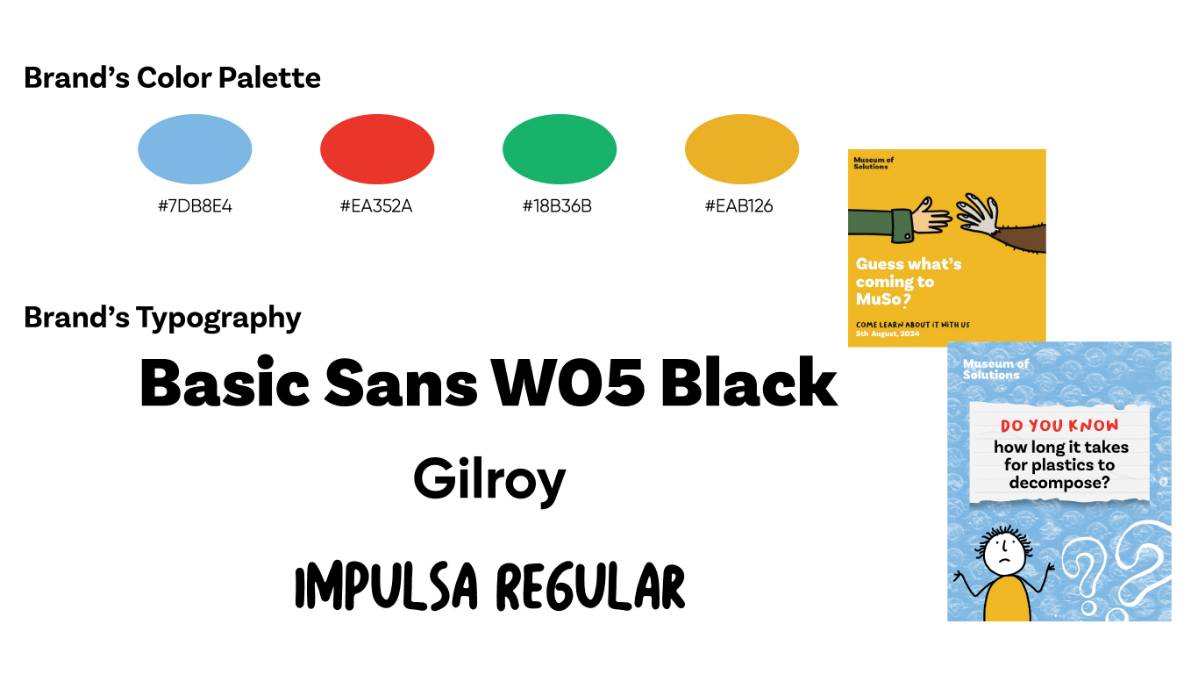 Brand's Color Palette
#7DB8E4
#EA352A
#18B36B
#EAB126
Brand's Typography
Basic Sans W05 Black
Gilroy
IMPULSA REGULAR
Museum of
Solutions
Guess what's
coming to
MuSo?
COME LEARN ABOUT iT WiTH US
5th August, 2024
Museum of
Solutions
DO YOU KNOW
how long it takes
for plastics to
decompose?
??